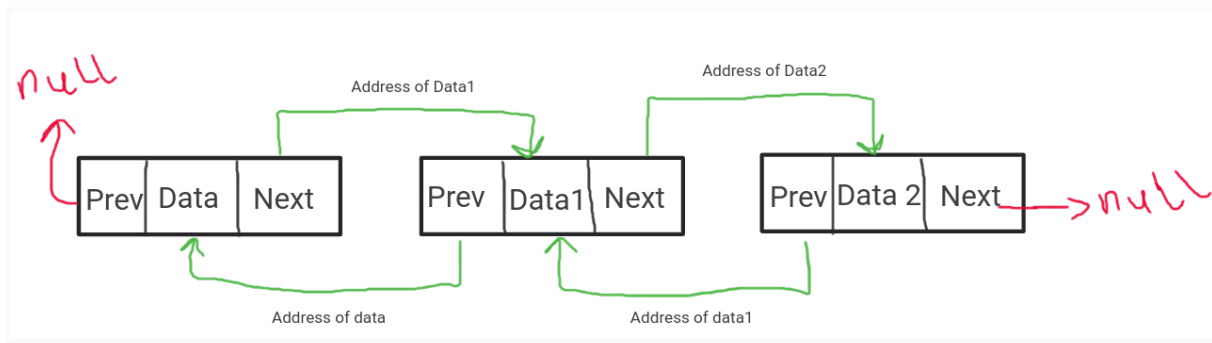 null
Address of Data1
Address of Data2
Prev Data Next
Prev Data1 Next
Prev Data 2 Next
null
Address of data
Address of data1